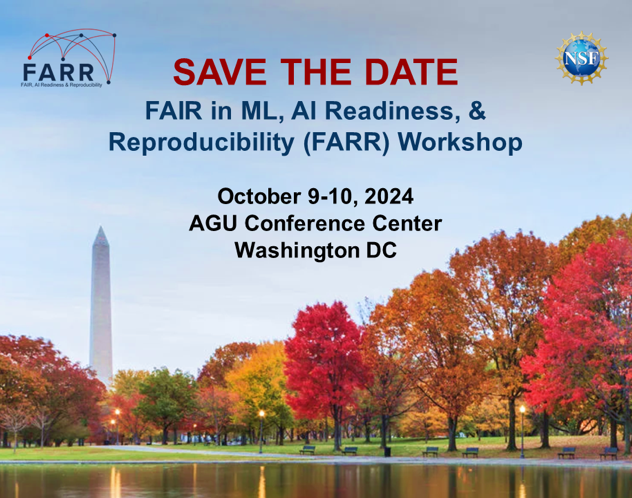 FARR
FAIR, AI Readiness & Reproducibility
NSF
SAVE THE DATE
FAIR in ML, AI Readiness, &
Reproducibility (FARR) Workshop
October 9-10, 2024
AGU Conference Center
Washington DC